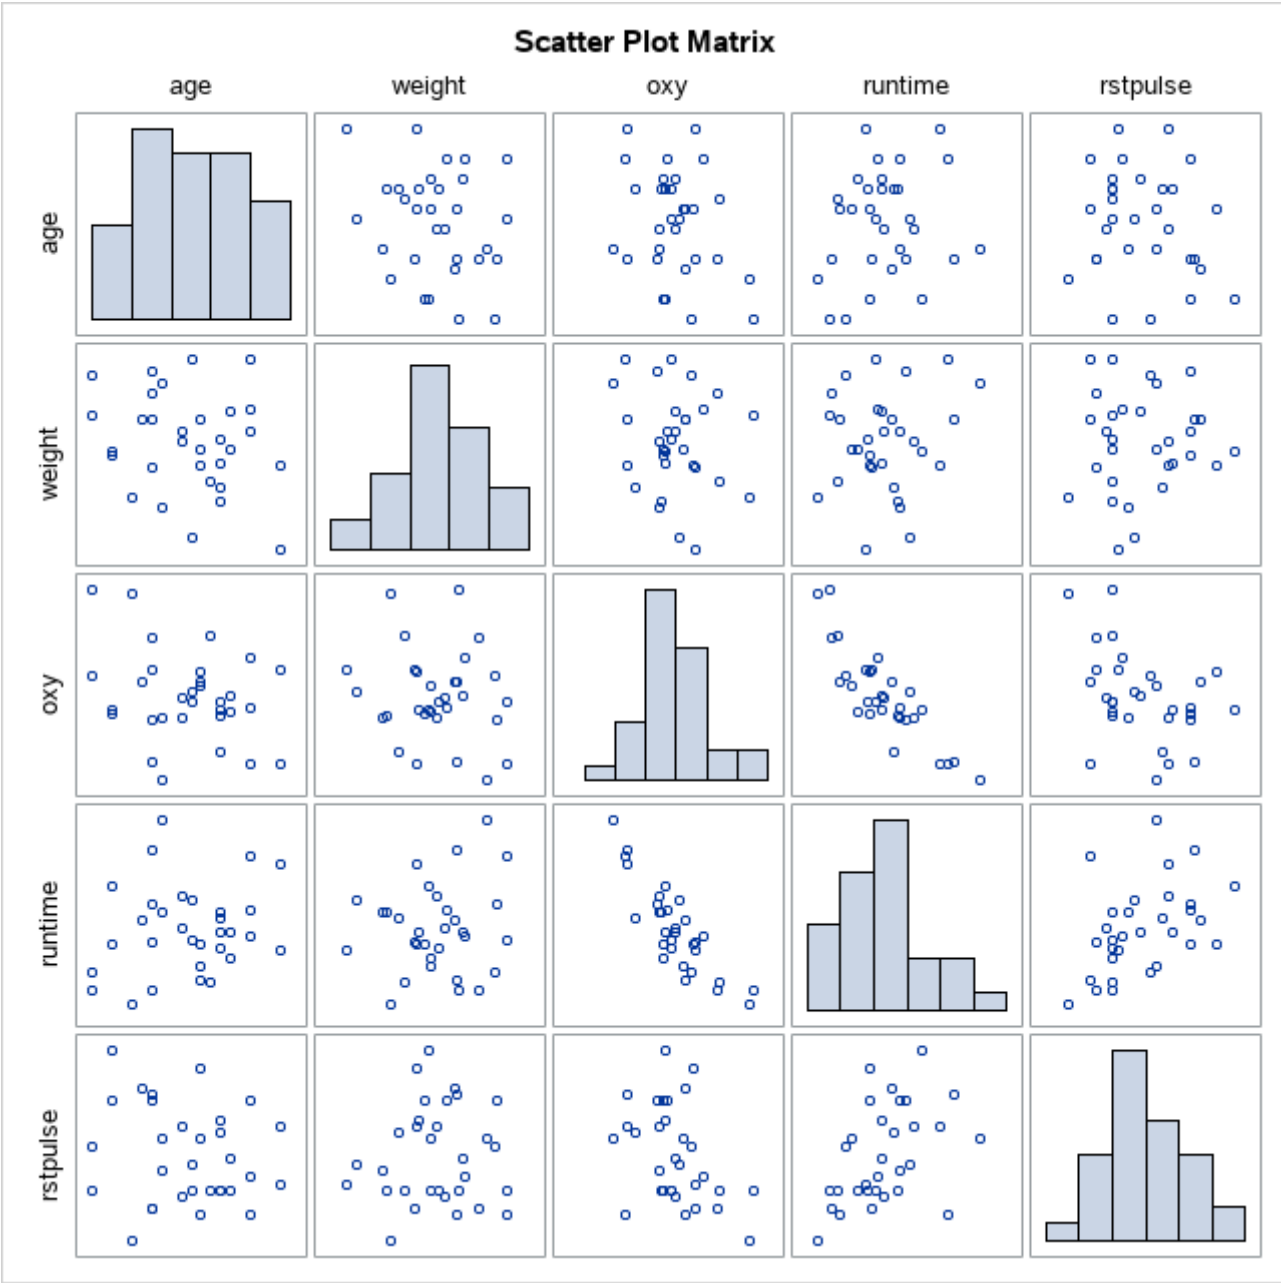 Scatter Plot Matrix
age weight oxy runtime rstpulse
age
weight
oxy
runtime
rstpulse